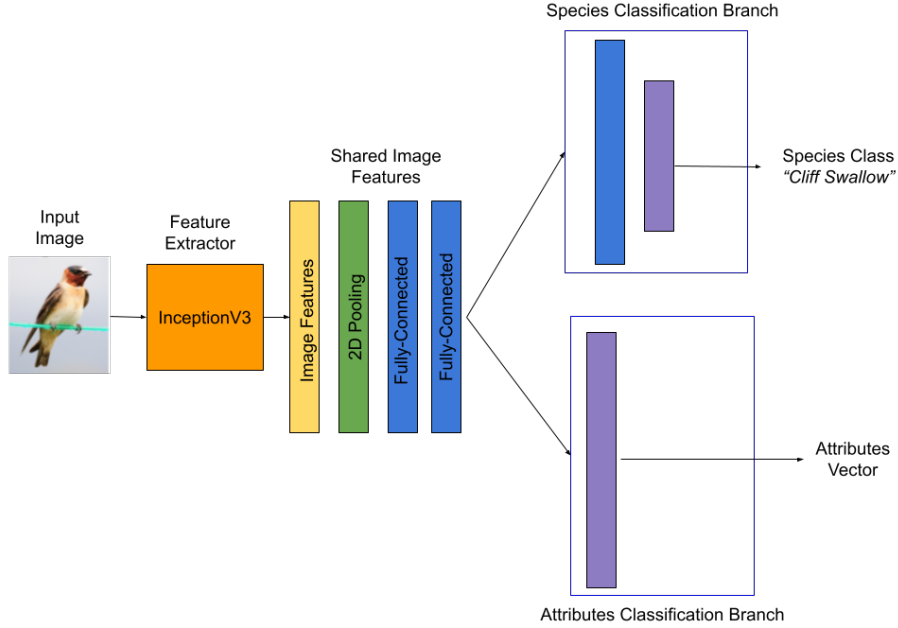 Species Classification Branch
Shared Image
Features
Species Class
“Cliff Swallow”
Input
Image
Feature
Extractor
InceptionV3
Image Features
2D Pooling
Fully-Connected
Fully-Connected
Attributes
Vector
Attributes Classification Branch